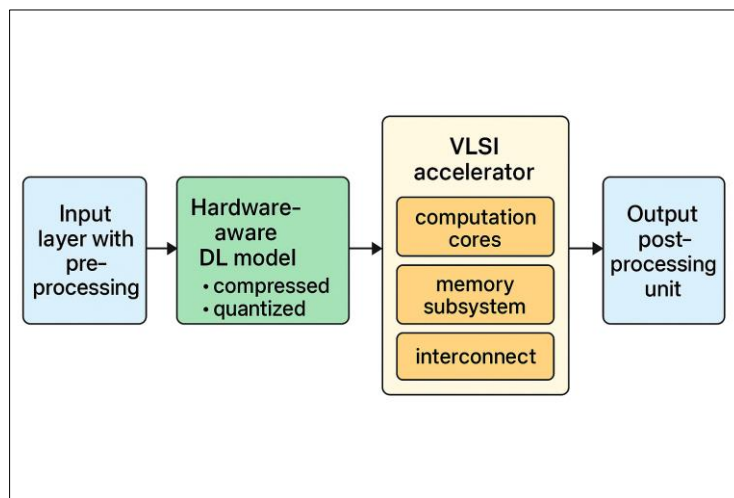 Input
layer with
pre-
processing
Hardware-
aware
DL model
• compressed
• quantized
VLSI
accelerator
computation
cores
memory
subsystem
interconnect
Output
post-
processing
unit